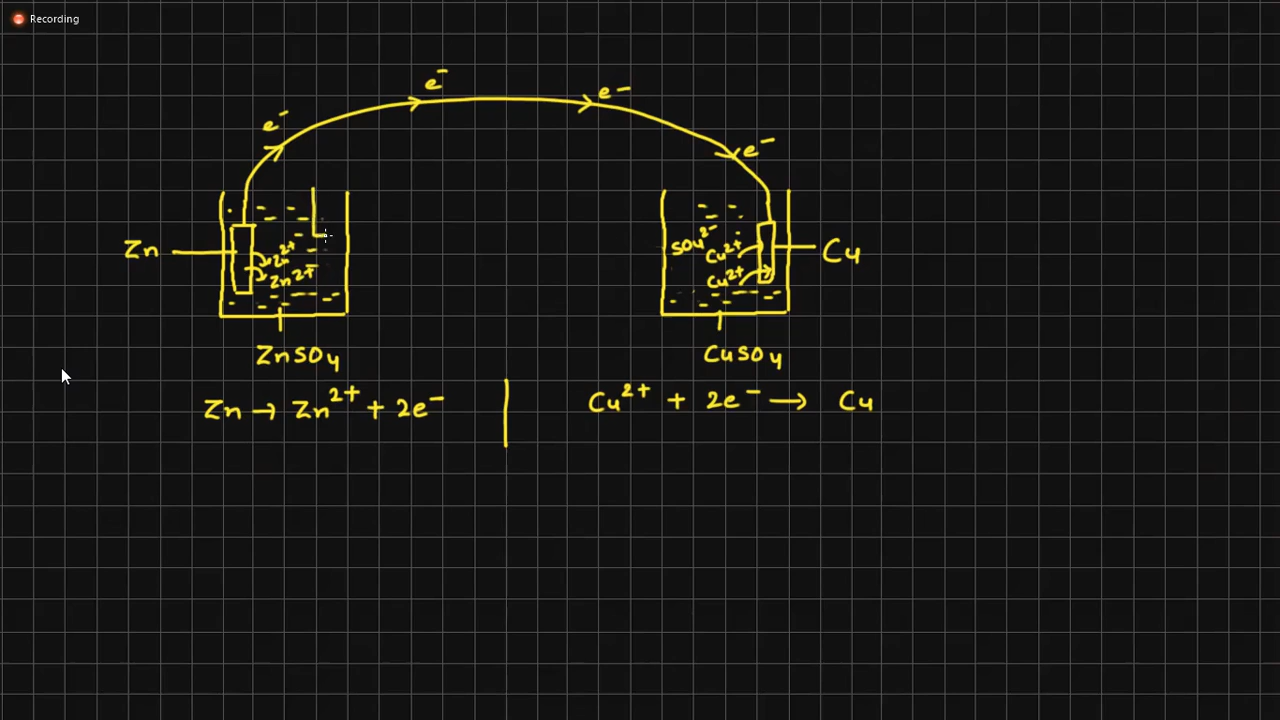 Recording
e⁻
e⁻
e⁻
e⁻
Zn
Zn²⁺
Zn²⁺
SO₄²⁻
Cu²⁺
Cu²⁺
Cu
ZnSO₄
CuSO₄
Zn → Zn²⁺ + 2e⁻
Cu²⁺ + 2e⁻ → Cu